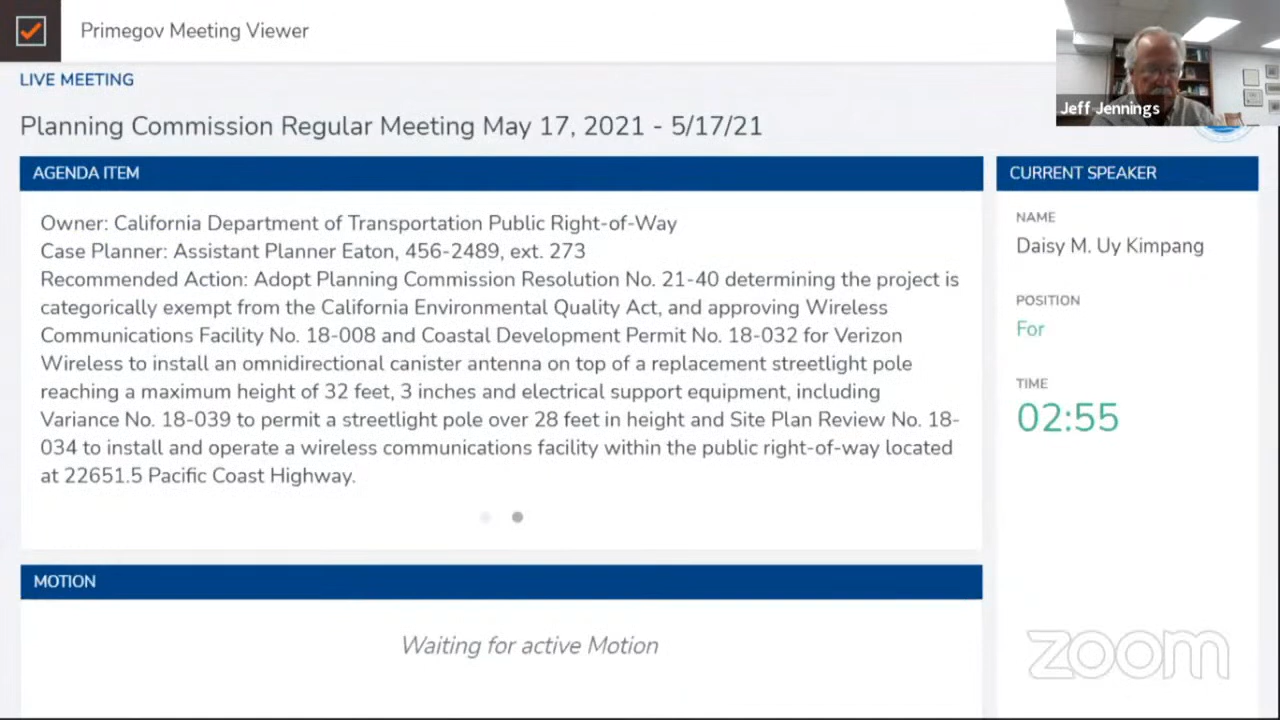 Primegov Meeting Viewer
LIVE MEETING
Jeff Jennings
Planning Commission Regular Meeting May 17, 2021 - 5/17/21
AGENDA ITEM
Owner: California Department of Transportation Public Right-of-Way
Case Planner: Assistant Planner Eaton, 456-2489, ext. 273
Recommended Action: Adopt Planning Commission Resolution No. 21-40 determining the project is
categorically exempt from the California Environmental Quality Act, and approving Wireless
Communications Facility No. 18-008 and Coastal Development Permit No. 18-032 for Verizon
Wireless to install an omnidirectional canister antenna on top of a replacement streetlight pole
reaching a maximum height of 32 feet, 3 inches and electrical support equipment, including
Variance No. 18-039 to permit a streetlight pole over 28 feet in height and Site Plan Review No. 18-
034 to install and operate a wireless communications facility within the public right-of-way located
at 22651.5 Pacific Coast Highway.
CURRENT SPEAKER
NAME
Daisy M. Uy Kimpang
POSITION
For
TIME
02:55
MOTION
Waiting for active Motion
zoom